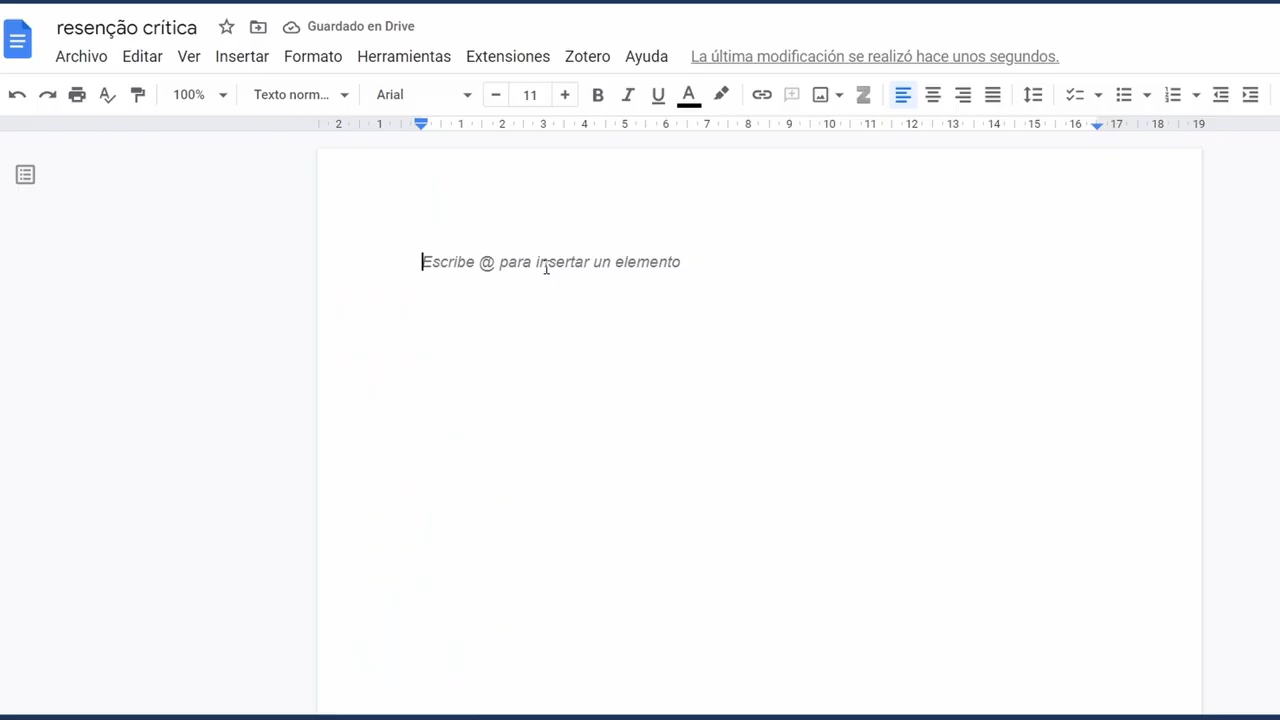 resenção crítica
Guardado en Drive
Archivo Editar Ver Insertar Formato Herramientas Extensiones Zotero Ayuda La última modificación se realizó hace unos segundos.
100% Texto norm... Arial − 11 + B I U A Z
2 1 1 2 3 4 5 6 7 8 9 10 11 12 13 14 15 16 17 18 19
Escribe @ para insertar un elemento